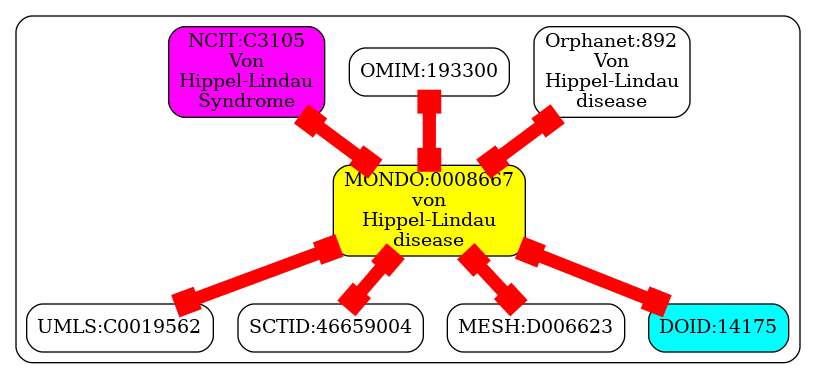 NCIT:C3105
Von
Hippel-Lindau
Syndrome
OMIM:193300
Orphanet:892
Von
Hippel-Lindau
disease
MONDO:0008667
von
Hippel-Lindau
disease
UMLS:C0019562
SCTID:46659004
MESH:D006623
DOID:14175